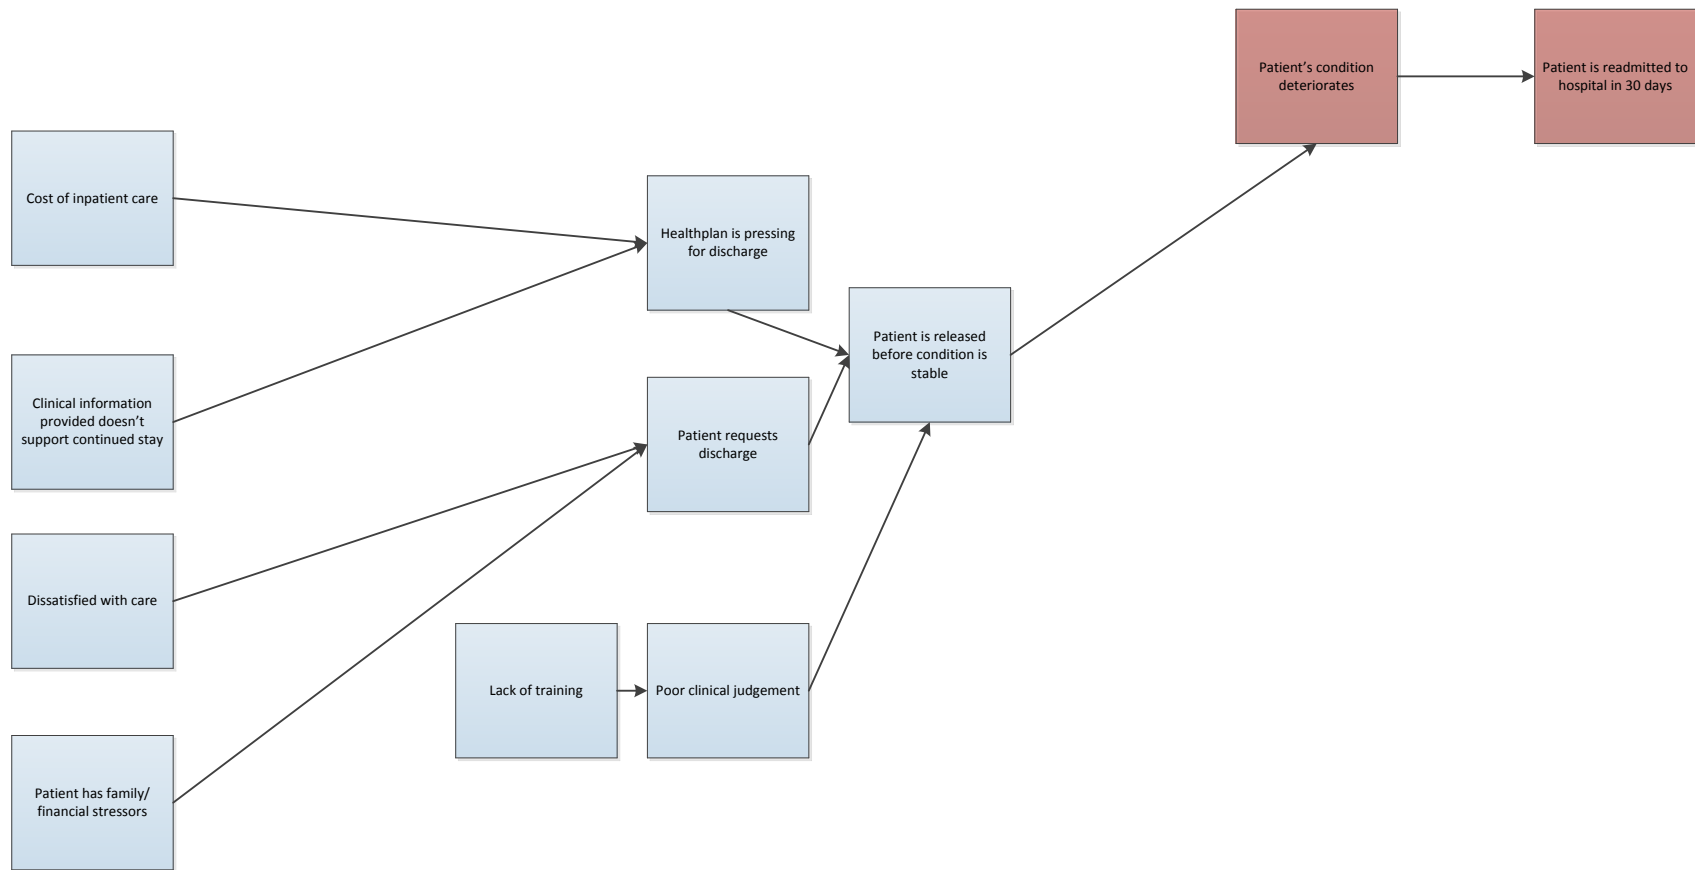 Patient’s condition
deteriorates
Patient is readmitted to
hospital in 30 days
Cost of inpatient care
Healthplan is pressing
for discharge
Patient is released
before condition is
stable
Clinical information
provided doesn’t
support continued stay
Patient requests
discharge
Dissatisfied with care
Lack of training
Poor clinical judgement
Patient has family/
financial stressors